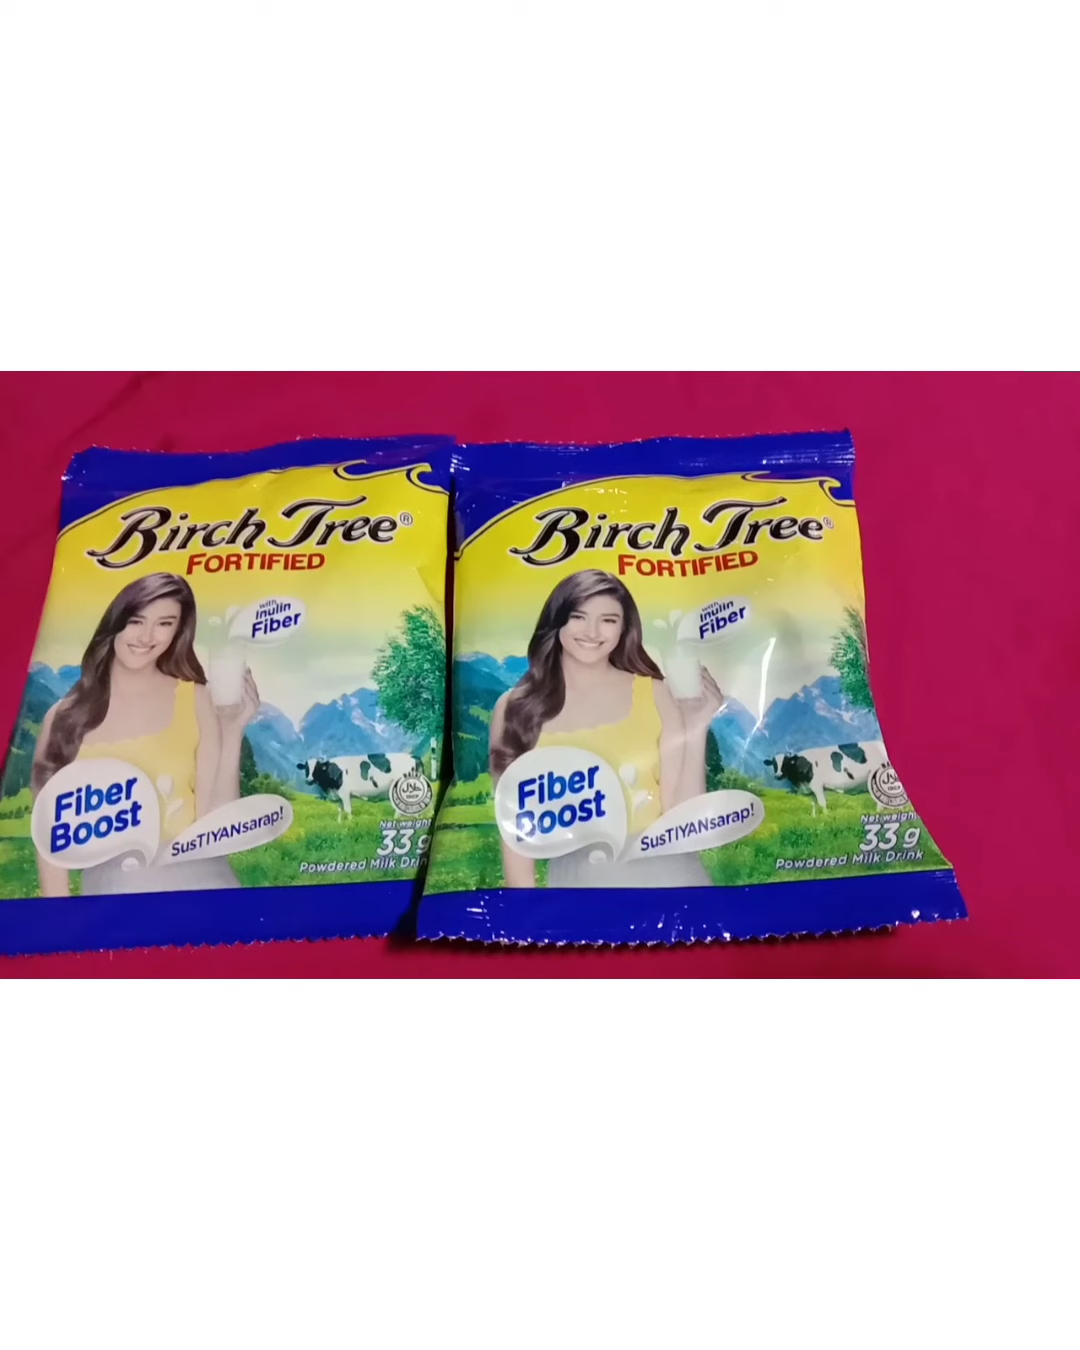 Birch Tree®
FORTIFIED
with
Inulin
Fiber
Fiber
Boost
SusTIYANsarap!
Net weight
33 g
Powdered Milk Drin
Birch Tree®
FORTIFIED
with
Inulin
Fiber
Fiber
Boost
SusTIYANsarap!
Net weight
33 g
Powdered Milk Drink